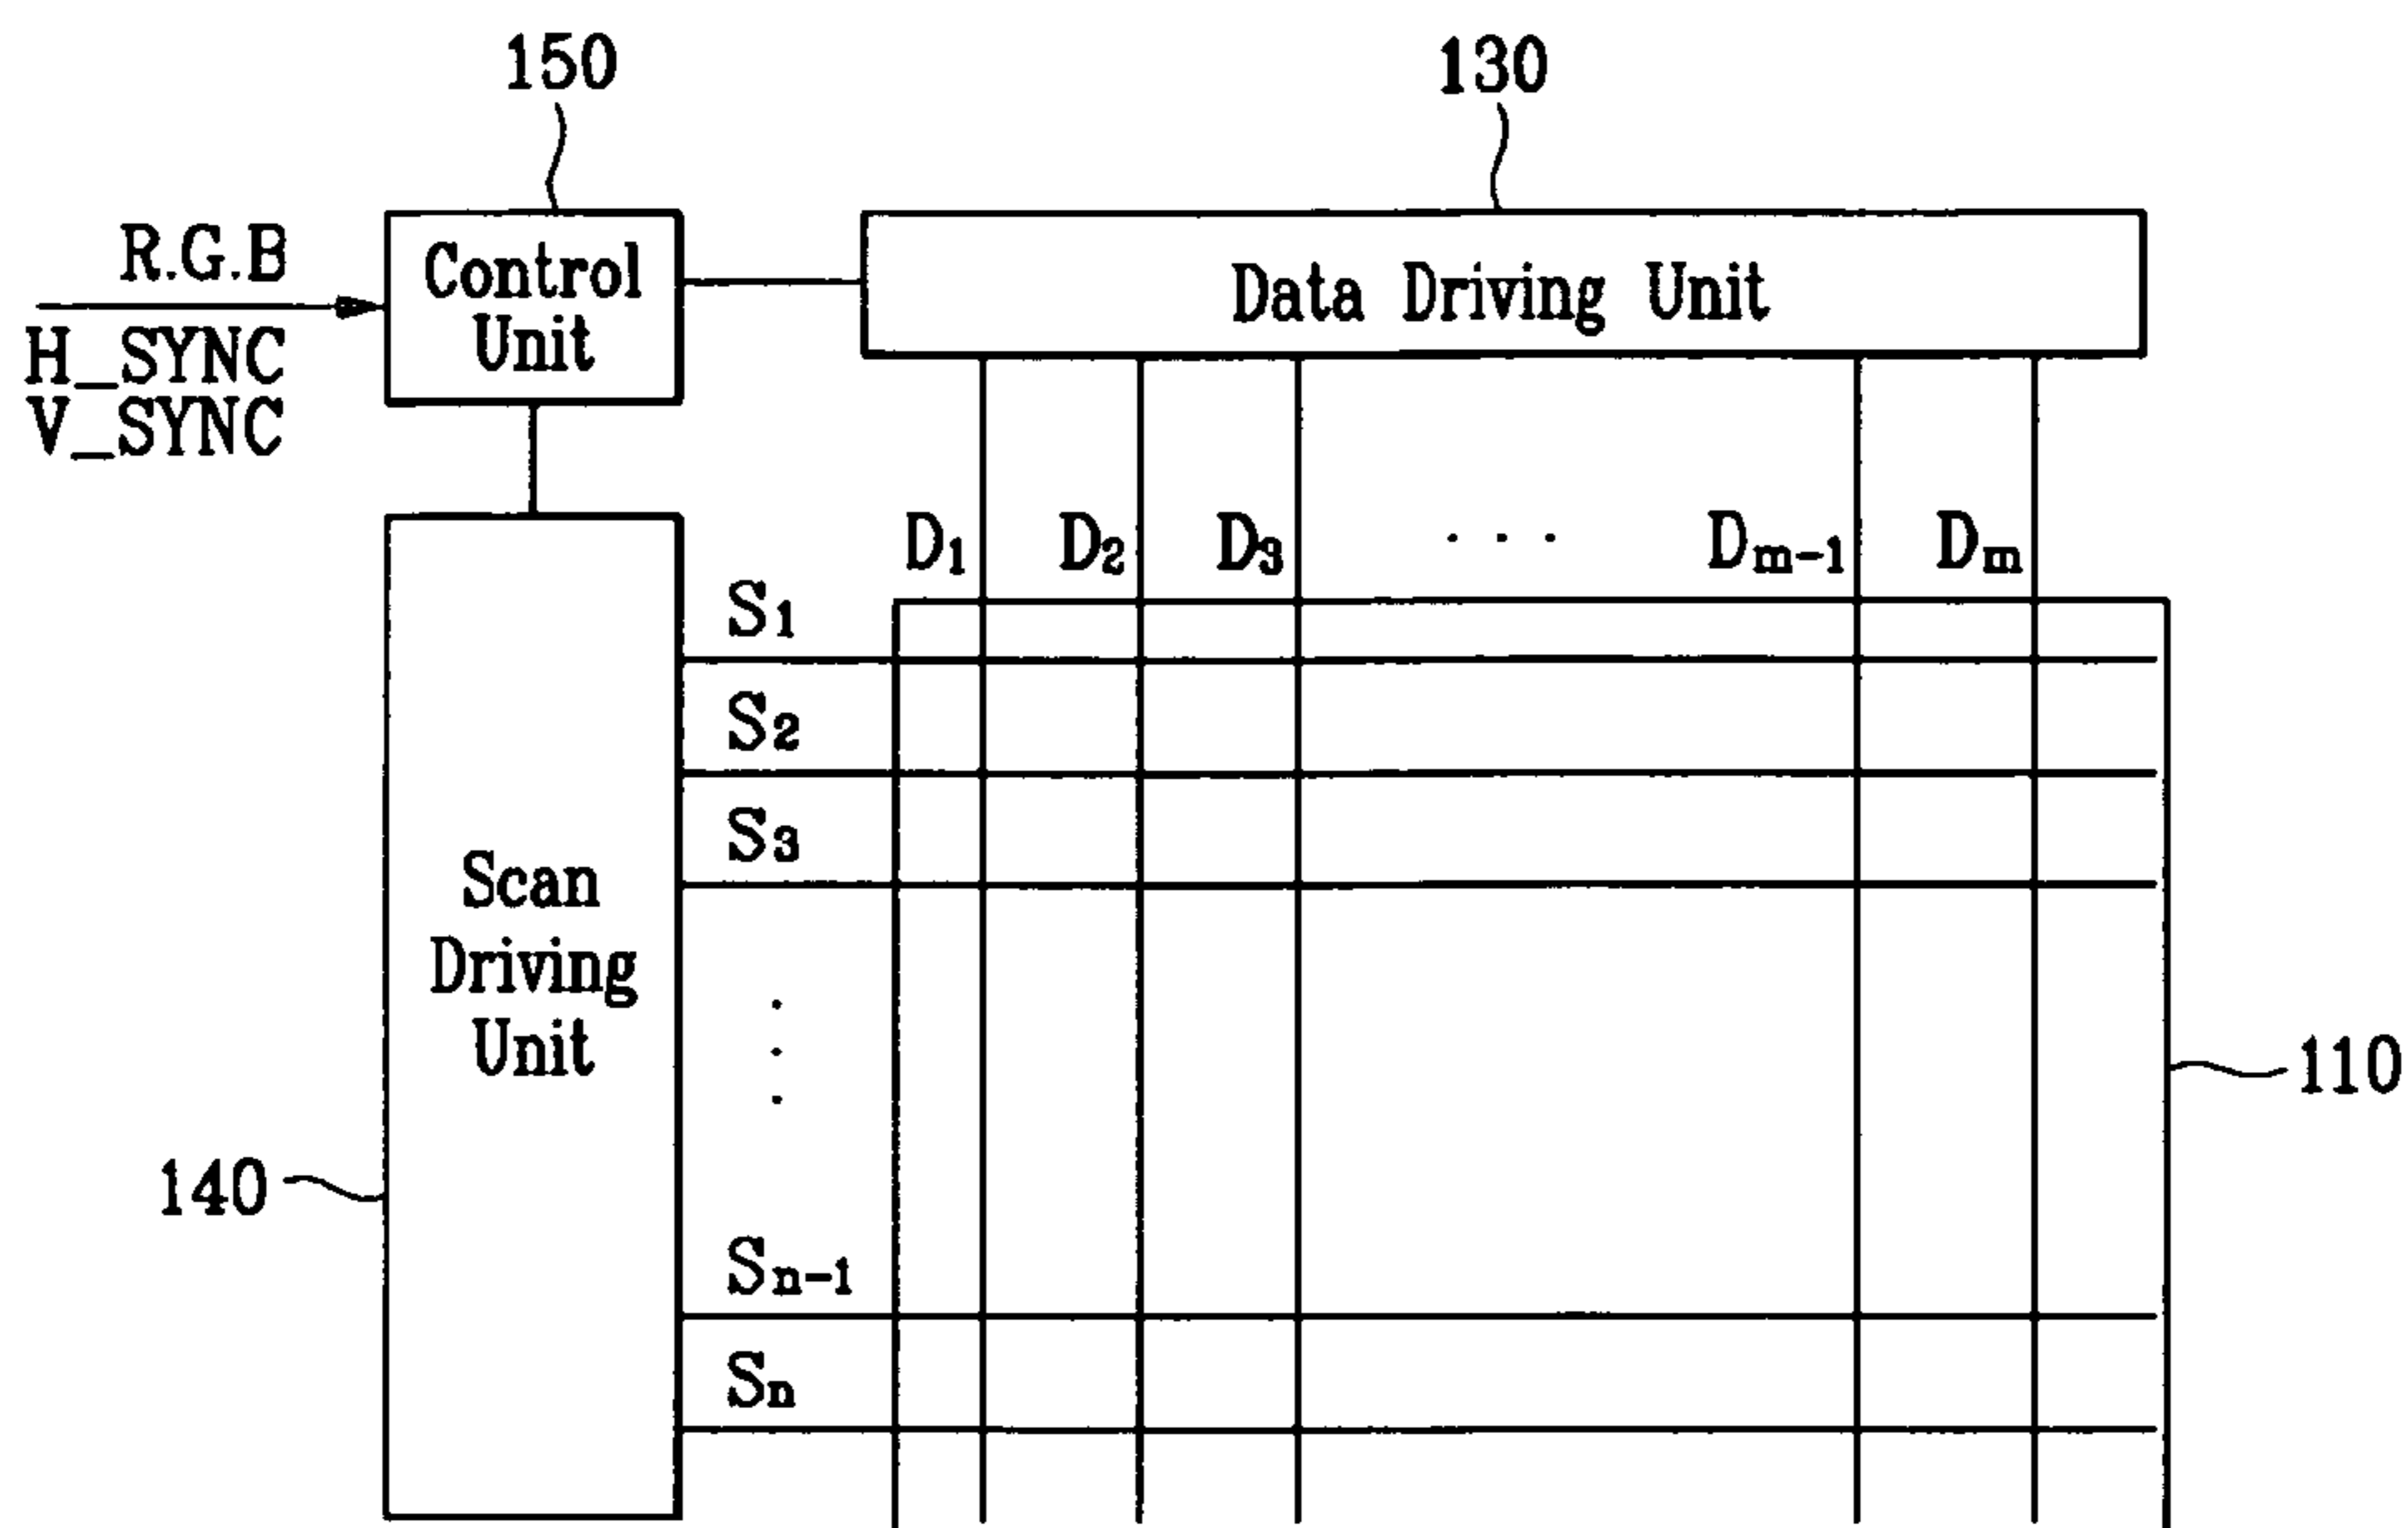 150
130
R.G.B
H_SYNC
V_SYNC
Control
Unit
Data Driving Unit
D1 D2 D3 . . . Dm-1 Dm
S1
S2
S3
Scan
Driving
Unit
.
.
.
110
140
Sn-1
Sn